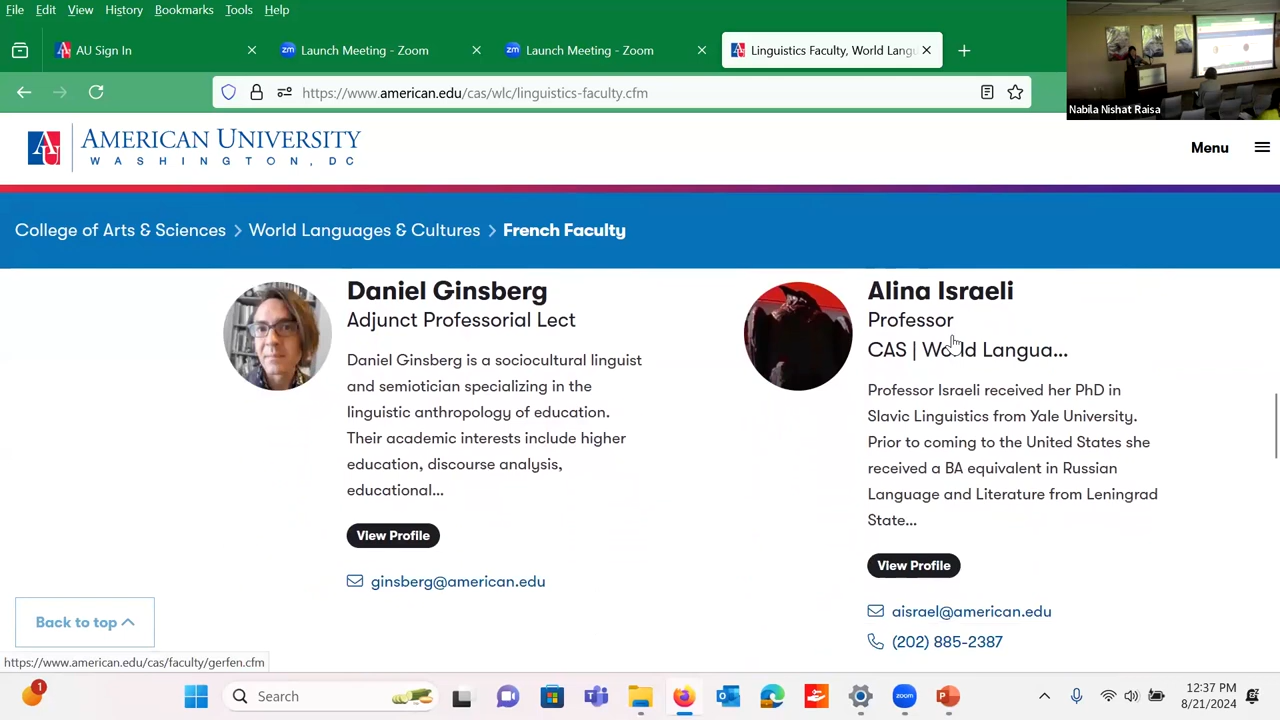 File Edit View History Bookmarks Tools Help
AU Sign In
Launch Meeting - Zoom
Launch Meeting - Zoom
Linguistics Faculty, World Langu
https://www.american.edu/cas/wlc/linguistics-faculty.cfm
Nabila Nishat Raisa
AU
AMERICAN UNIVERSITY
WASHINGTON, DC
Menu
College of Arts & Sciences > World Languages & Cultures > French Faculty
Daniel Ginsberg
Adjunct Professorial Lect
Daniel Ginsberg is a sociocultural linguist
and semiotician specializing in the
linguistic anthropology of education.
Their academic interests include higher
education, discourse analysis,
educational...
View Profile
ginsberg@american.edu
Alina Israeli
Professor
CAS | World Langua...
Professor Israeli received her PhD in
Slavic Linguistics from Yale University.
Prior to coming to the United States she
received a BA equivalent in Russian
Language and Literature from Leningrad
State...
View Profile
aisrael@american.edu
(202) 885-2387
Back to top
https://www.american.edu/cas/faculty/gerfen.cfm
1
Search
zoom
12:37 PM
8/21/2024